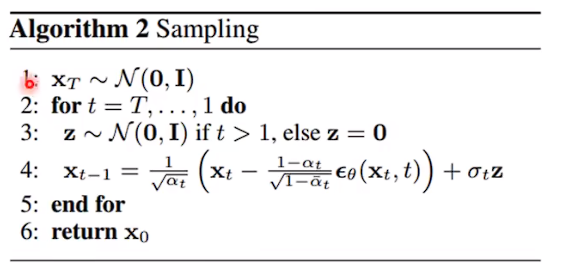 Algorithm 2 Sampling
1: x_T ∼ N(0, I)
2: for t = T, . . . , 1 do
3: z ∼ N(0, I) if t > 1, else z = 0
4: x_{t−1} = 1/√α_t (x_t − (1−α_t)/√(1−ᾱ_t) ε_θ(x_t, t)) + σ_t z
5: end for
6: return x_0